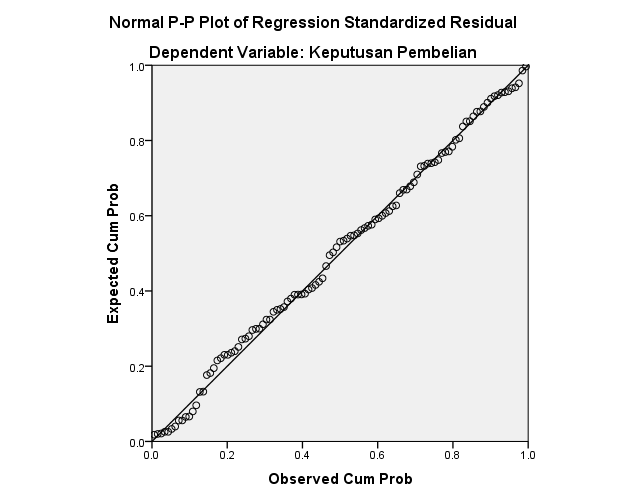 Normal P-P Plot of Regression Standardized Residual
Dependent Variable: Keputusan Pembelian
1.0
0.8
0.6
0.4
0.2
0.0
Expected Cum Prob
0.0 0.2 0.4 0.6 0.8 1.0
Observed Cum Prob